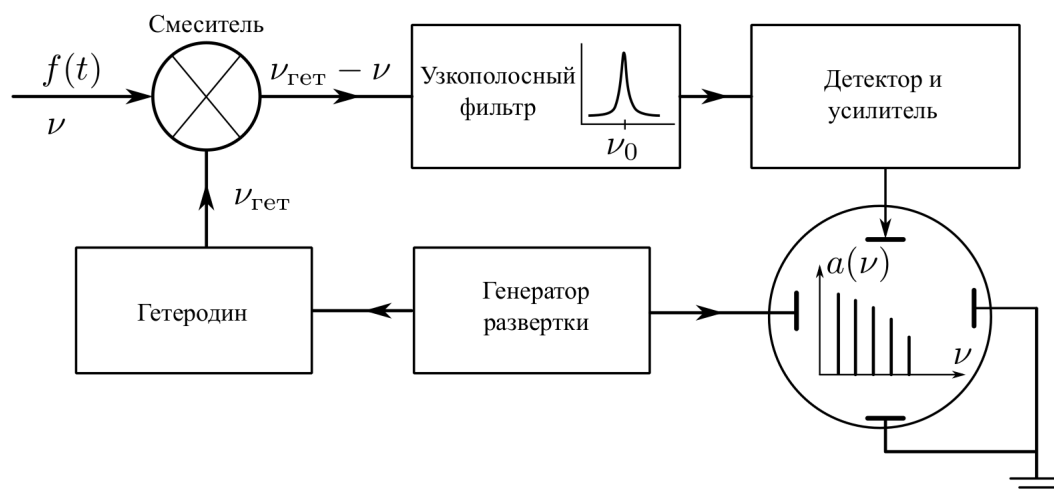 Смеситель
f(t)
ν
ν_гет − ν
Узкополосный
фильтр
ν_0
Детектор и
усилитель
ν_гет
Гетеродин
Генератор
развертки
a(ν)
ν